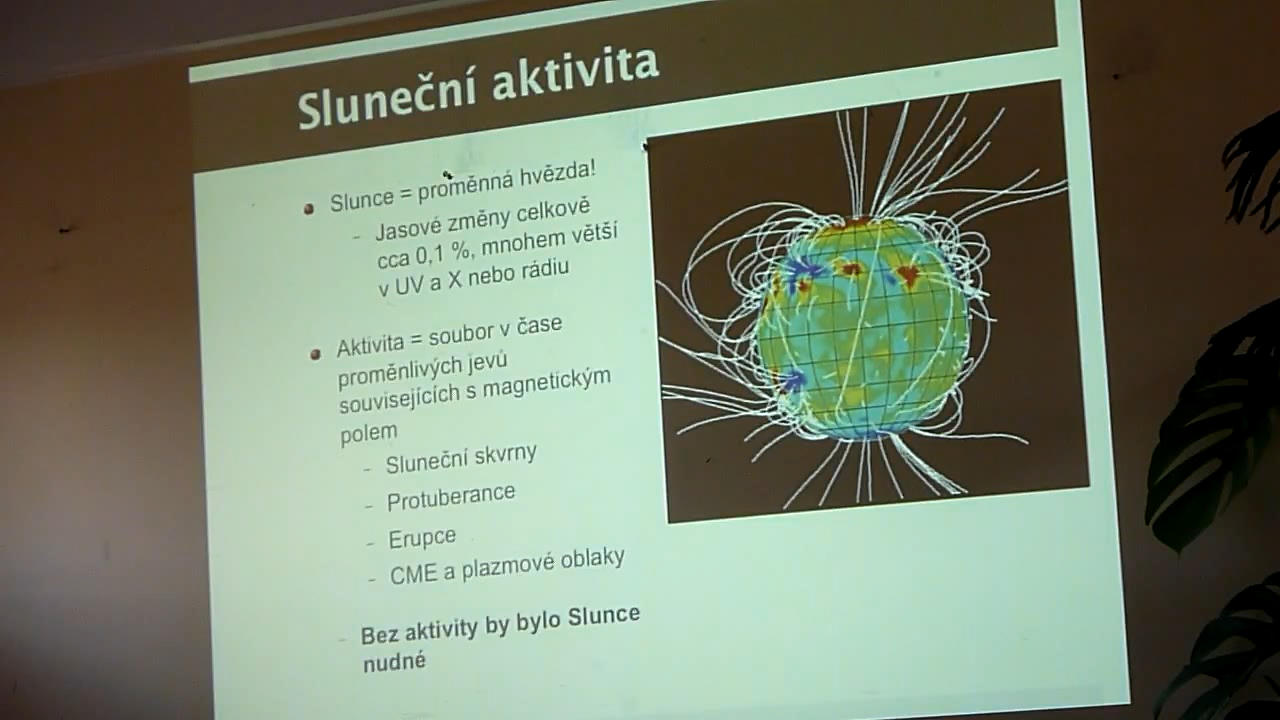 Sluneční aktivita
Slunce = proměnná hvězda!
- Jasové změny celkově
cca 0,1 %, mnohem větší
v UV a X nebo rádiu
Aktivita = soubor v čase
proměnlivých jevů
souvisejících s magnetickým
polem
- Sluneční skvrny
- Protuberance
- Erupce
- CME a plazmové oblaky
- Bez aktivity by bylo Slunce
nudné